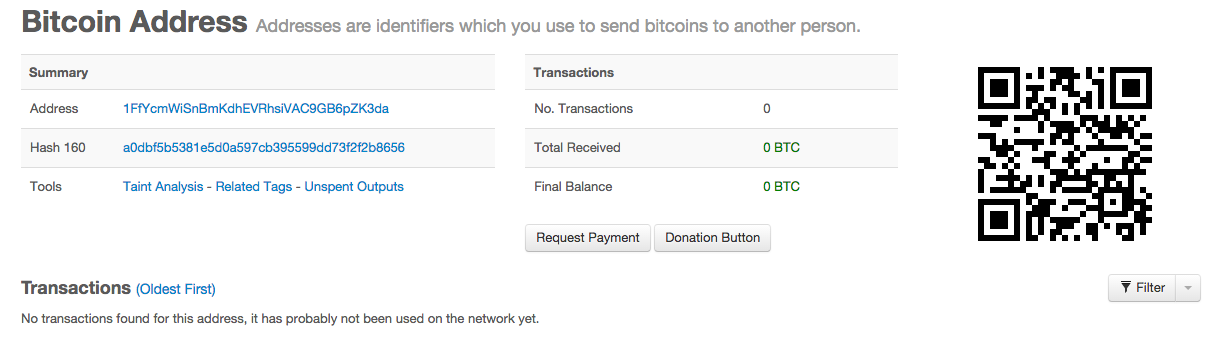 Bitcoin Address Addresses are identifiers which you use to send bitcoins to another person.
Summary
Address 1FfYcmWiSnBmKdhEVRhsiVAC9GB6pZK3da
Hash 160 a0dbf5b5381e5d0a597cb395599dd73f2f2b8656
Tools Taint Analysis - Related Tags - Unspent Outputs
Transactions
No. Transactions 0
Total Received 0 BTC
Final Balance 0 BTC
Request Payment Donation Button
Transactions (Oldest First)
Filter
No transactions found for this address, it has probably not been used on the network yet.